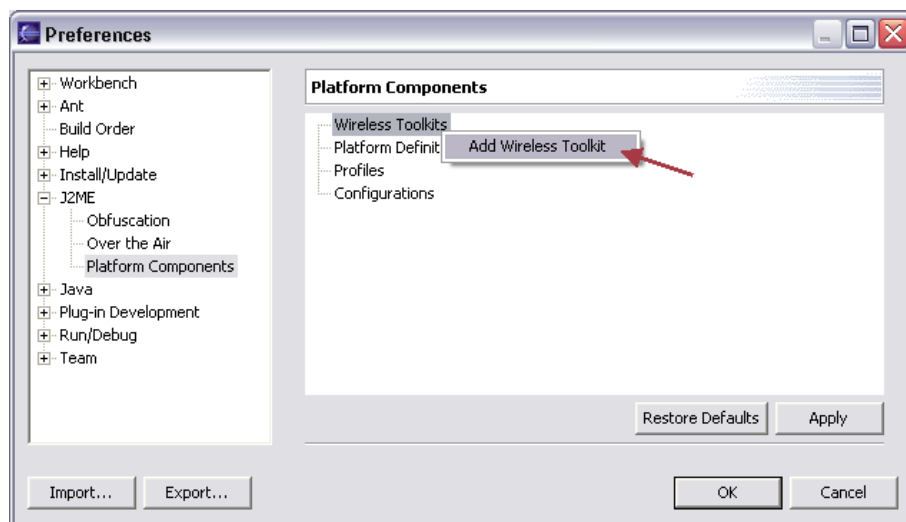 Preferences
Workbench
Ant
Build Order
Help
Install/Update
J2ME
Obfuscation
Over the Air
Platform Components
Java
Plug-in Development
Run/Debug
Team
Platform Components
Wireless Toolkits
Platform Definit
Add Wireless Toolkit
Profiles
Configurations
Restore Defaults
Apply
Import...
Export...
OK
Cancel